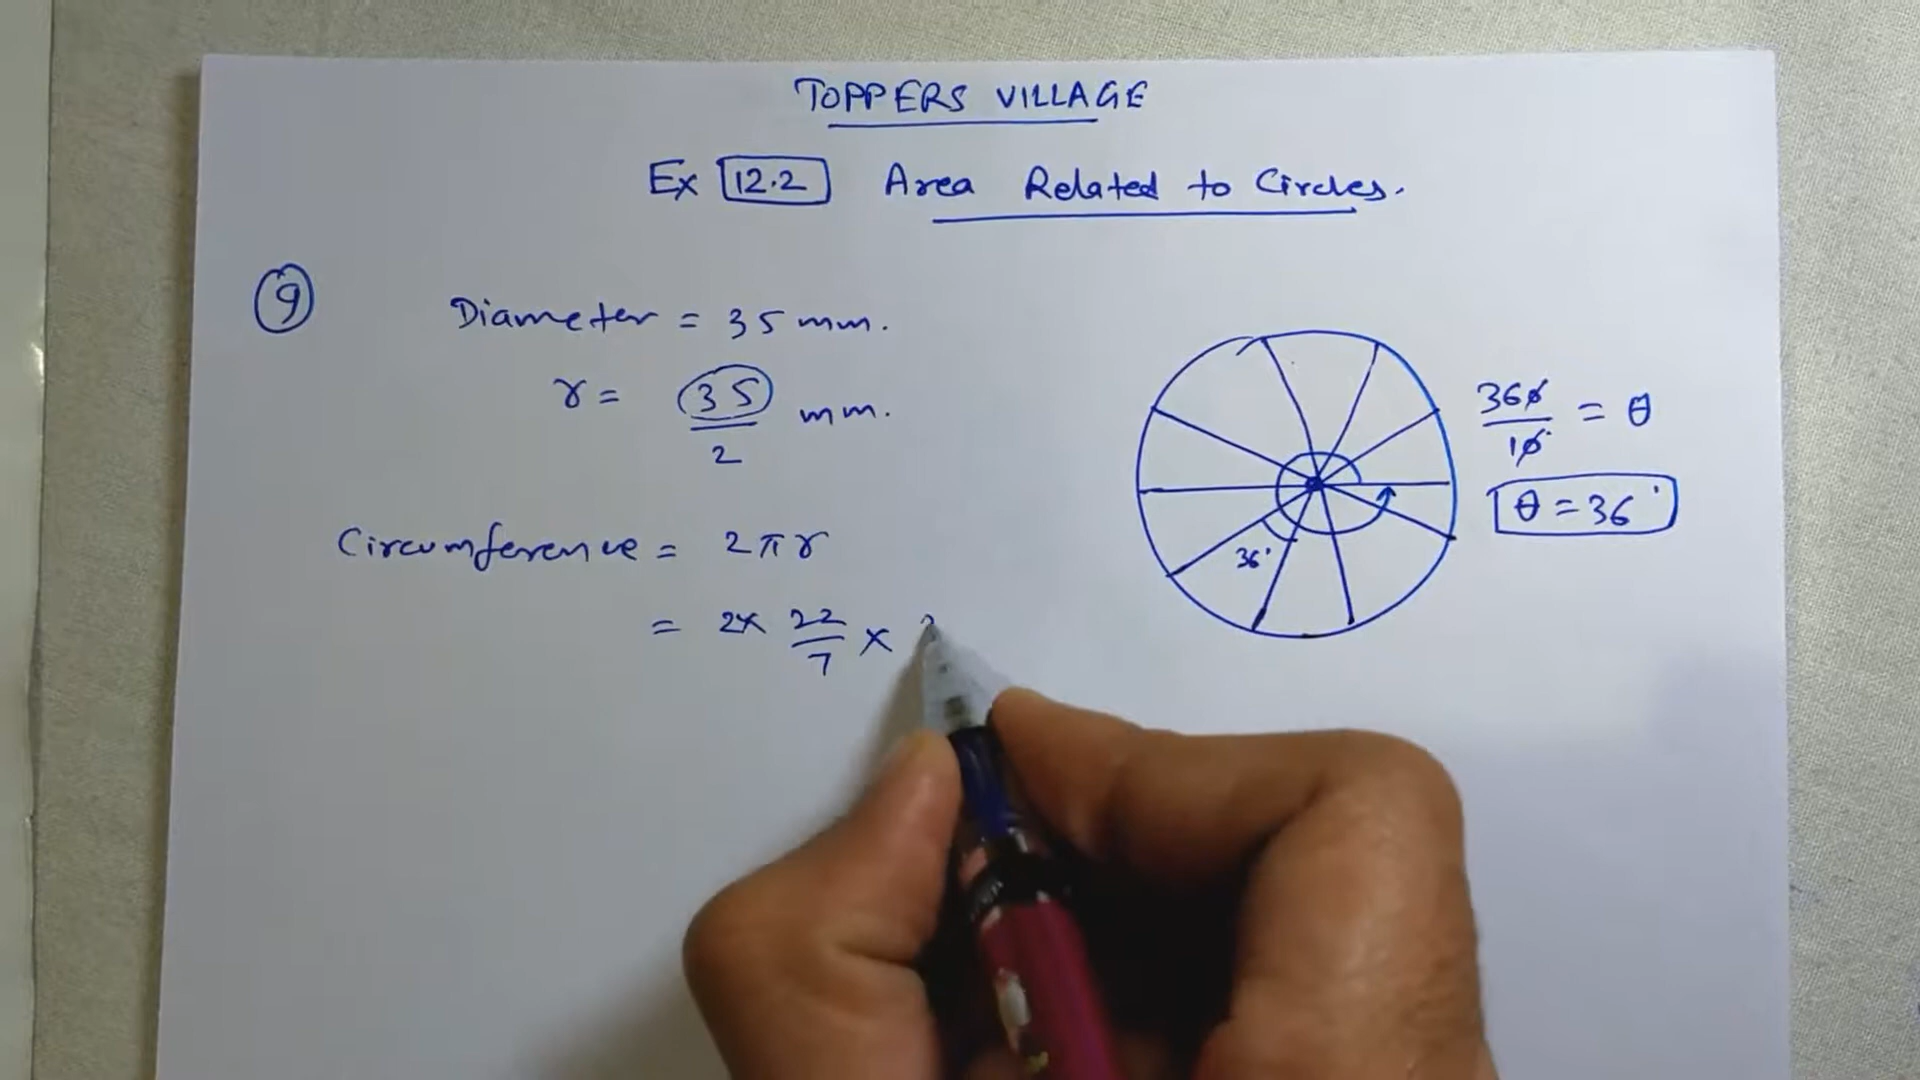 TOPPERS VILLAGE
Ex 12.2 Area Related to Circles.
9
Diameter = 35 mm.
r = 35/2 mm.
360/10 = θ
θ = 36°
36°
Circumference = 2πr
= 2× 22/7 ×